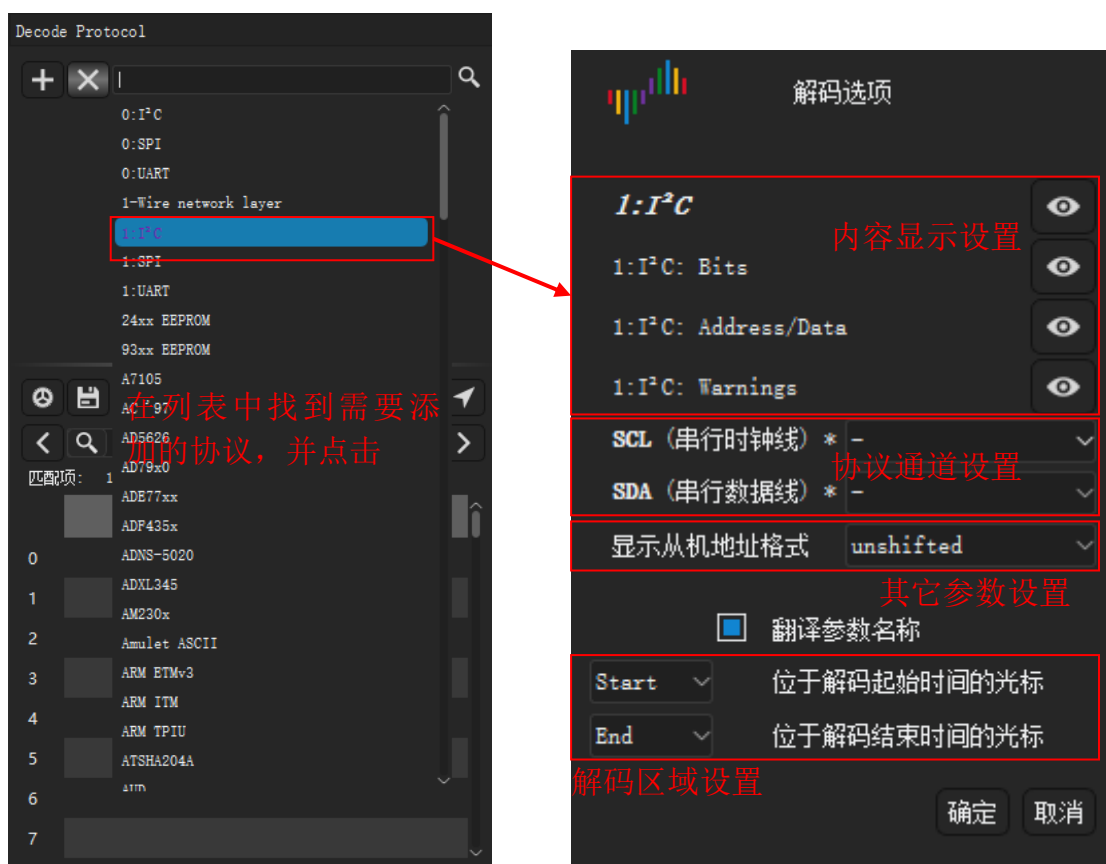 Decode Protocol
0:I²C
0:SPI
0:UART
1-Wire network layer
1:I²C
1:SPI
1:UART
24xx EEPROM
93xx EEPROM
A7105
AC'97
AD5626
AD79x0
ADE77xx
ADF435x
ADNS-5020
ADXL345
AM230x
Amulet ASCII
ARM ETMv3
ARM ITM
ARM TPIU
ATSHA204A
AUD
在列表中找到需要添
加的协议，并点击
匹配项: 1
0
1
2
3
4
5
6
7
解码选项
1:I²C
内容显示设置
1:I²C: Bits
1:I²C: Address/Data
1:I²C: Warnings
SCL（串行时钟线）* -
协议通道设置
SDA（串行数据线）* -
显示从机地址格式 unshifted
其它参数设置
翻译参数名称
Start 位于解码起始时间的光标
End 位于解码结束时间的光标
解码区域设置
确定 取消